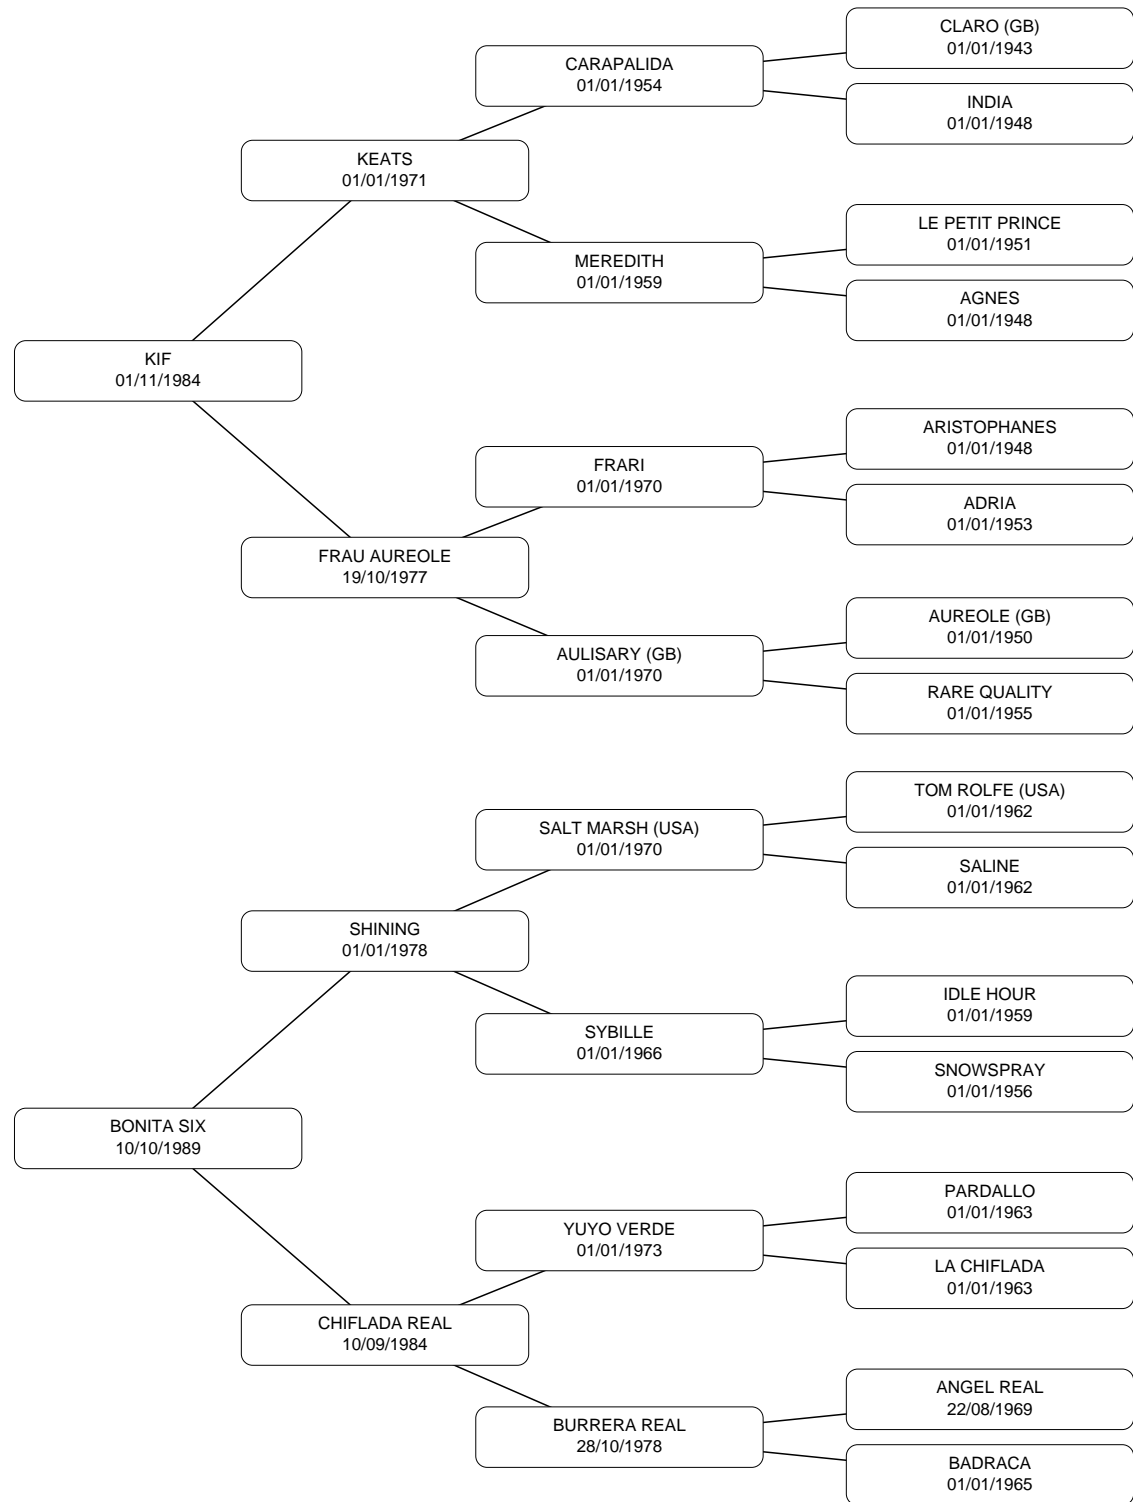 CLARO (GB)
01/01/1943
CARAPALIDA
01/01/1954
INDIA
01/01/1948
KEATS
01/01/1971
LE PETIT PRINCE
01/01/1951
MEREDITH
01/01/1959
AGNES
01/01/1948
KIF
01/11/1984
ARISTOPHANES
01/01/1948
FRARI
01/01/1970
ADRIA
01/01/1953
FRAU AUREOLE
19/10/1977
AUREOLE (GB)
01/01/1950
AULISARY (GB)
01/01/1970
RARE QUALITY
01/01/1955
TOM ROLFE (USA)
01/01/1962
SALT MARSH (USA)
01/01/1970
SALINE
01/01/1962
SHINING
01/01/1978
IDLE HOUR
01/01/1959
SYBILLE
01/01/1966
SNOWSPRAY
01/01/1956
BONITA SIX
10/10/1989
PARDALLO
01/01/1963
YUYO VERDE
01/01/1973
LA CHIFLADA
01/01/1963
CHIFLADA REAL
10/09/1984
ANGEL REAL
22/08/1969
BURRERA REAL
28/10/1978
BADRACA
01/01/1965